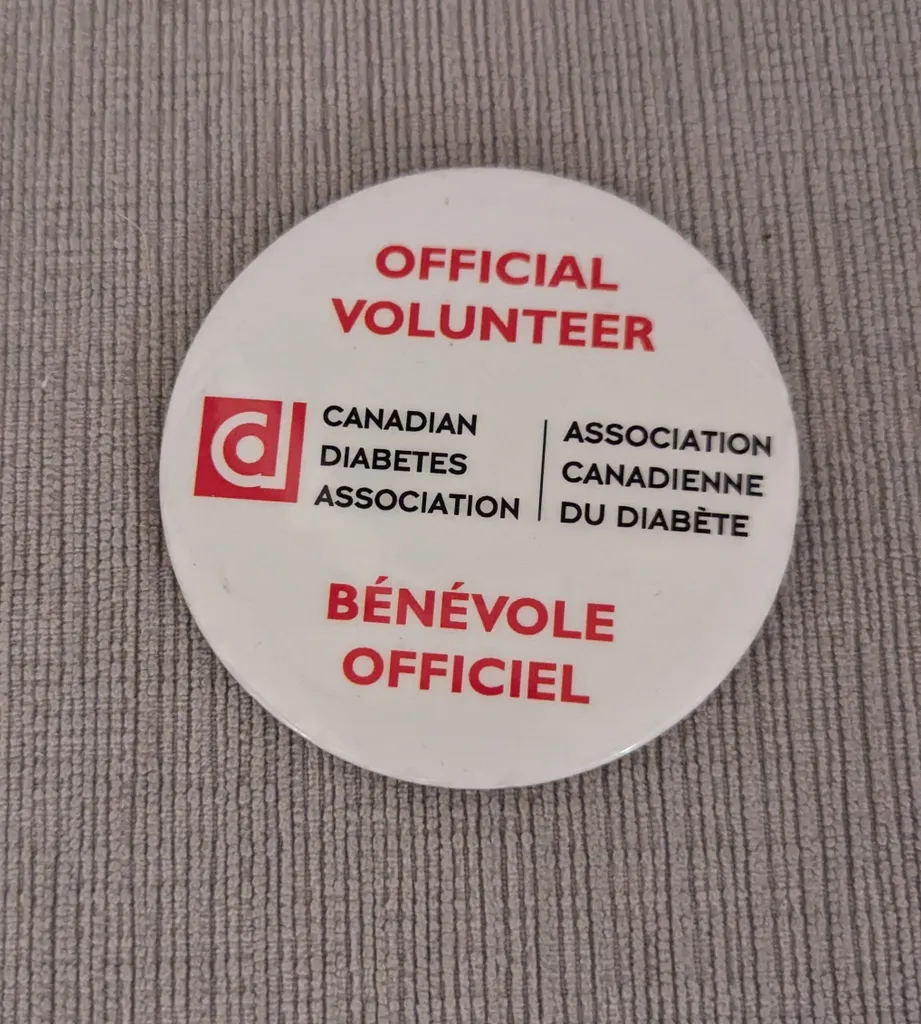 OFFICIAL
VOLUNTEER
CANADIAN
DIABETES
ASSOCIATION
ASSOCIATION
CANADIENNE
DU DIABÈTE
BÉNÉVOLE
OFFICIEL